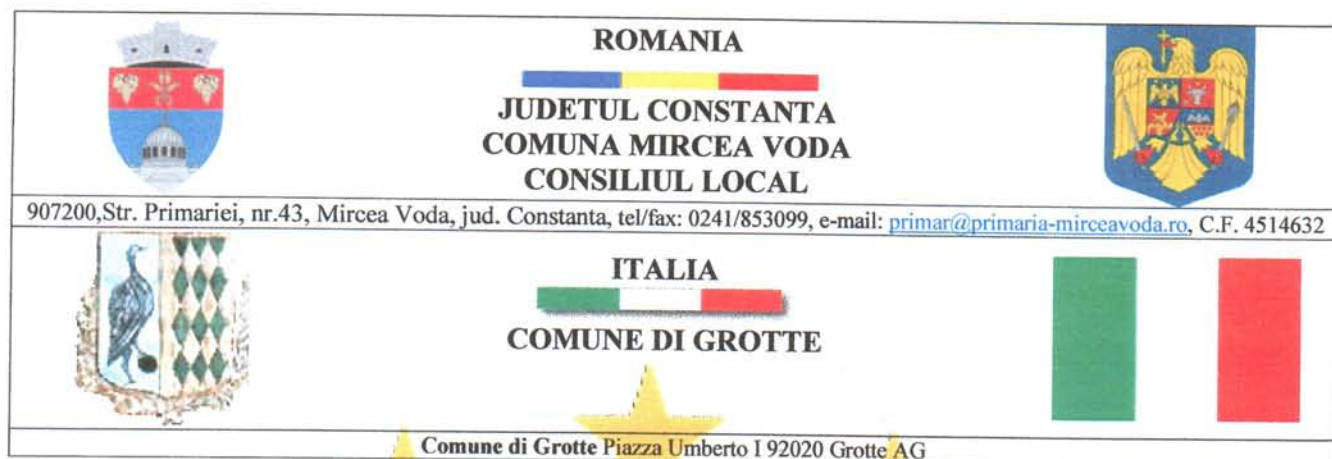 ROMANIA
JUDETUL CONSTANTA
COMUNA MIRCEA VODA
CONSILIUL LOCAL
907200,Str. Primariei, nr.43, Mircea Voda, jud. Constanta, tel/fax: 0241/853099, e-mail: primar@primaria-mirceavoda.ro, C.F. 4514632
ITALIA
COMUNE DI GROTTE
Comune di Grotte Piazza Umberto I 92020 Grotte AG